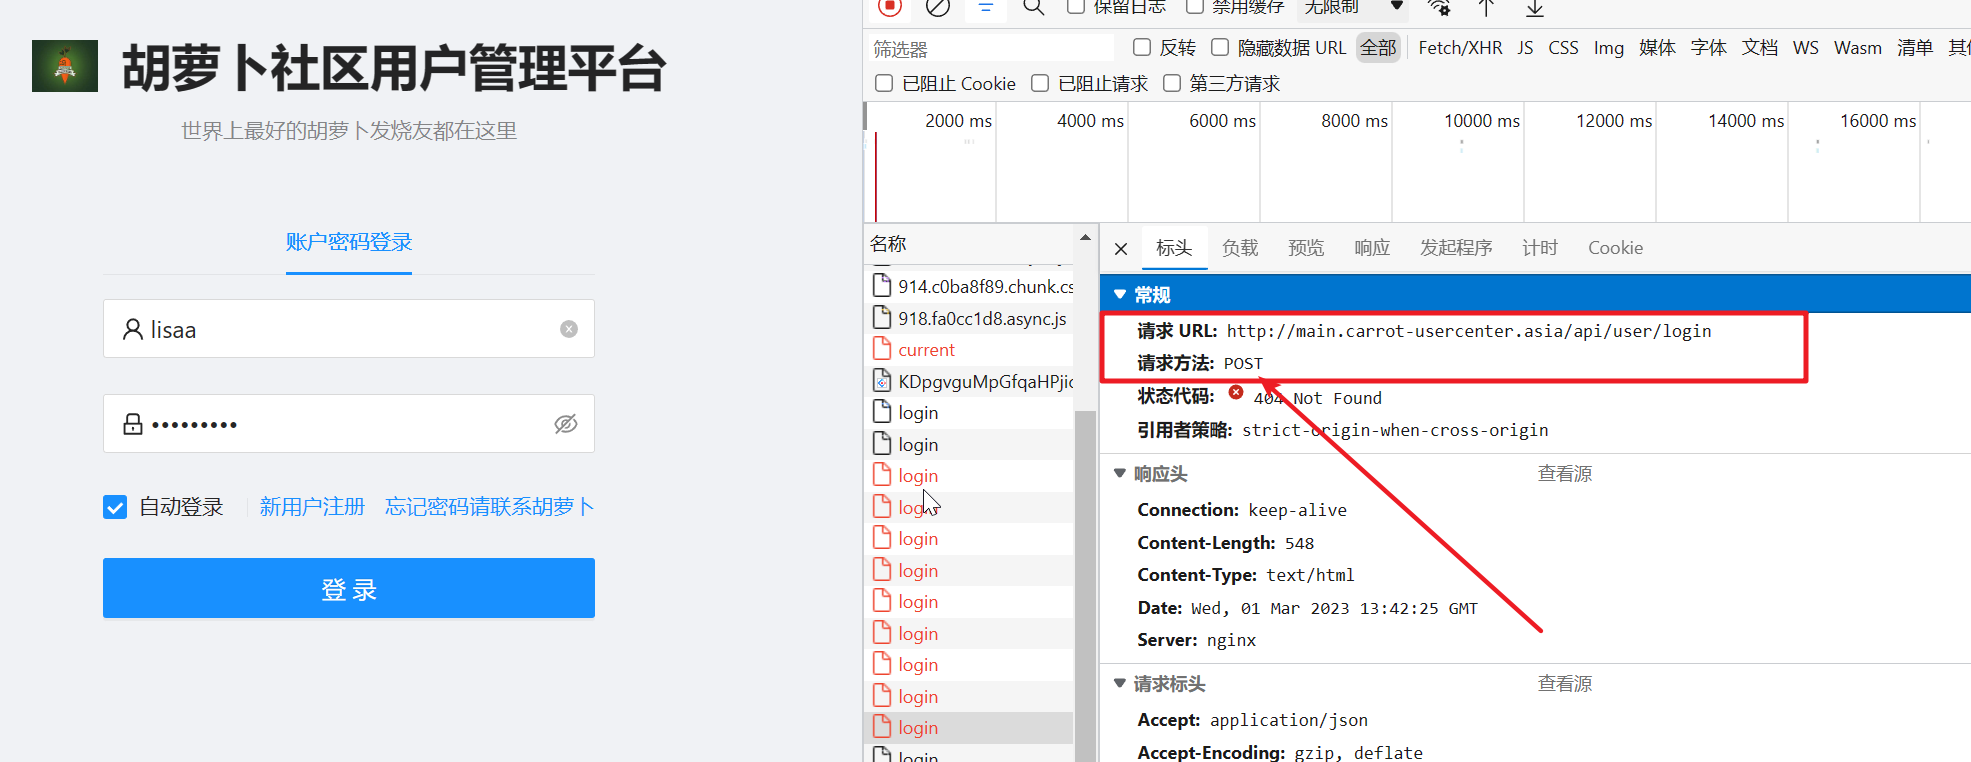 胡萝卜社区用户管理平台
世界上最好的胡萝卜发烧友都在这里
账户密码登录
lisaa
•••••••••
自动登录 新用户注册 忘记密码请联系胡萝卜
登 录
保留日志 禁用缓存 无限制
筛选器 反转 隐藏数据 URL 全部 Fetch/XHR JS CSS Img 媒体 字体 文档 WS Wasm 清单
已阻止 Cookie 已阻止请求 第三方请求
2000 ms 4000 ms 6000 ms 8000 ms 10000 ms 12000 ms 14000 ms 16000 ms
名称
914.c0ba8f89.chunk.cs
918.fa0cc1d8.async.js
current
KDpgvguMpGfqaHPjic
login
login
login
login
login
login
login
login
login
login
login
login
标头 负载 预览 响应 发起程序 计时 Cookie
常规
请求 URL: http://main.carrot-usercenter.asia/api/user/login
请求方法: POST
状态代码: 404 Not Found
引用者策略: strict-origin-when-cross-origin
响应头 查看源
Connection: keep-alive
Content-Length: 548
Content-Type: text/html
Date: Wed, 01 Mar 2023 13:42:25 GMT
Server: nginx
请求标头 查看源
Accept: application/json
Accept-Encoding: gzip, deflate